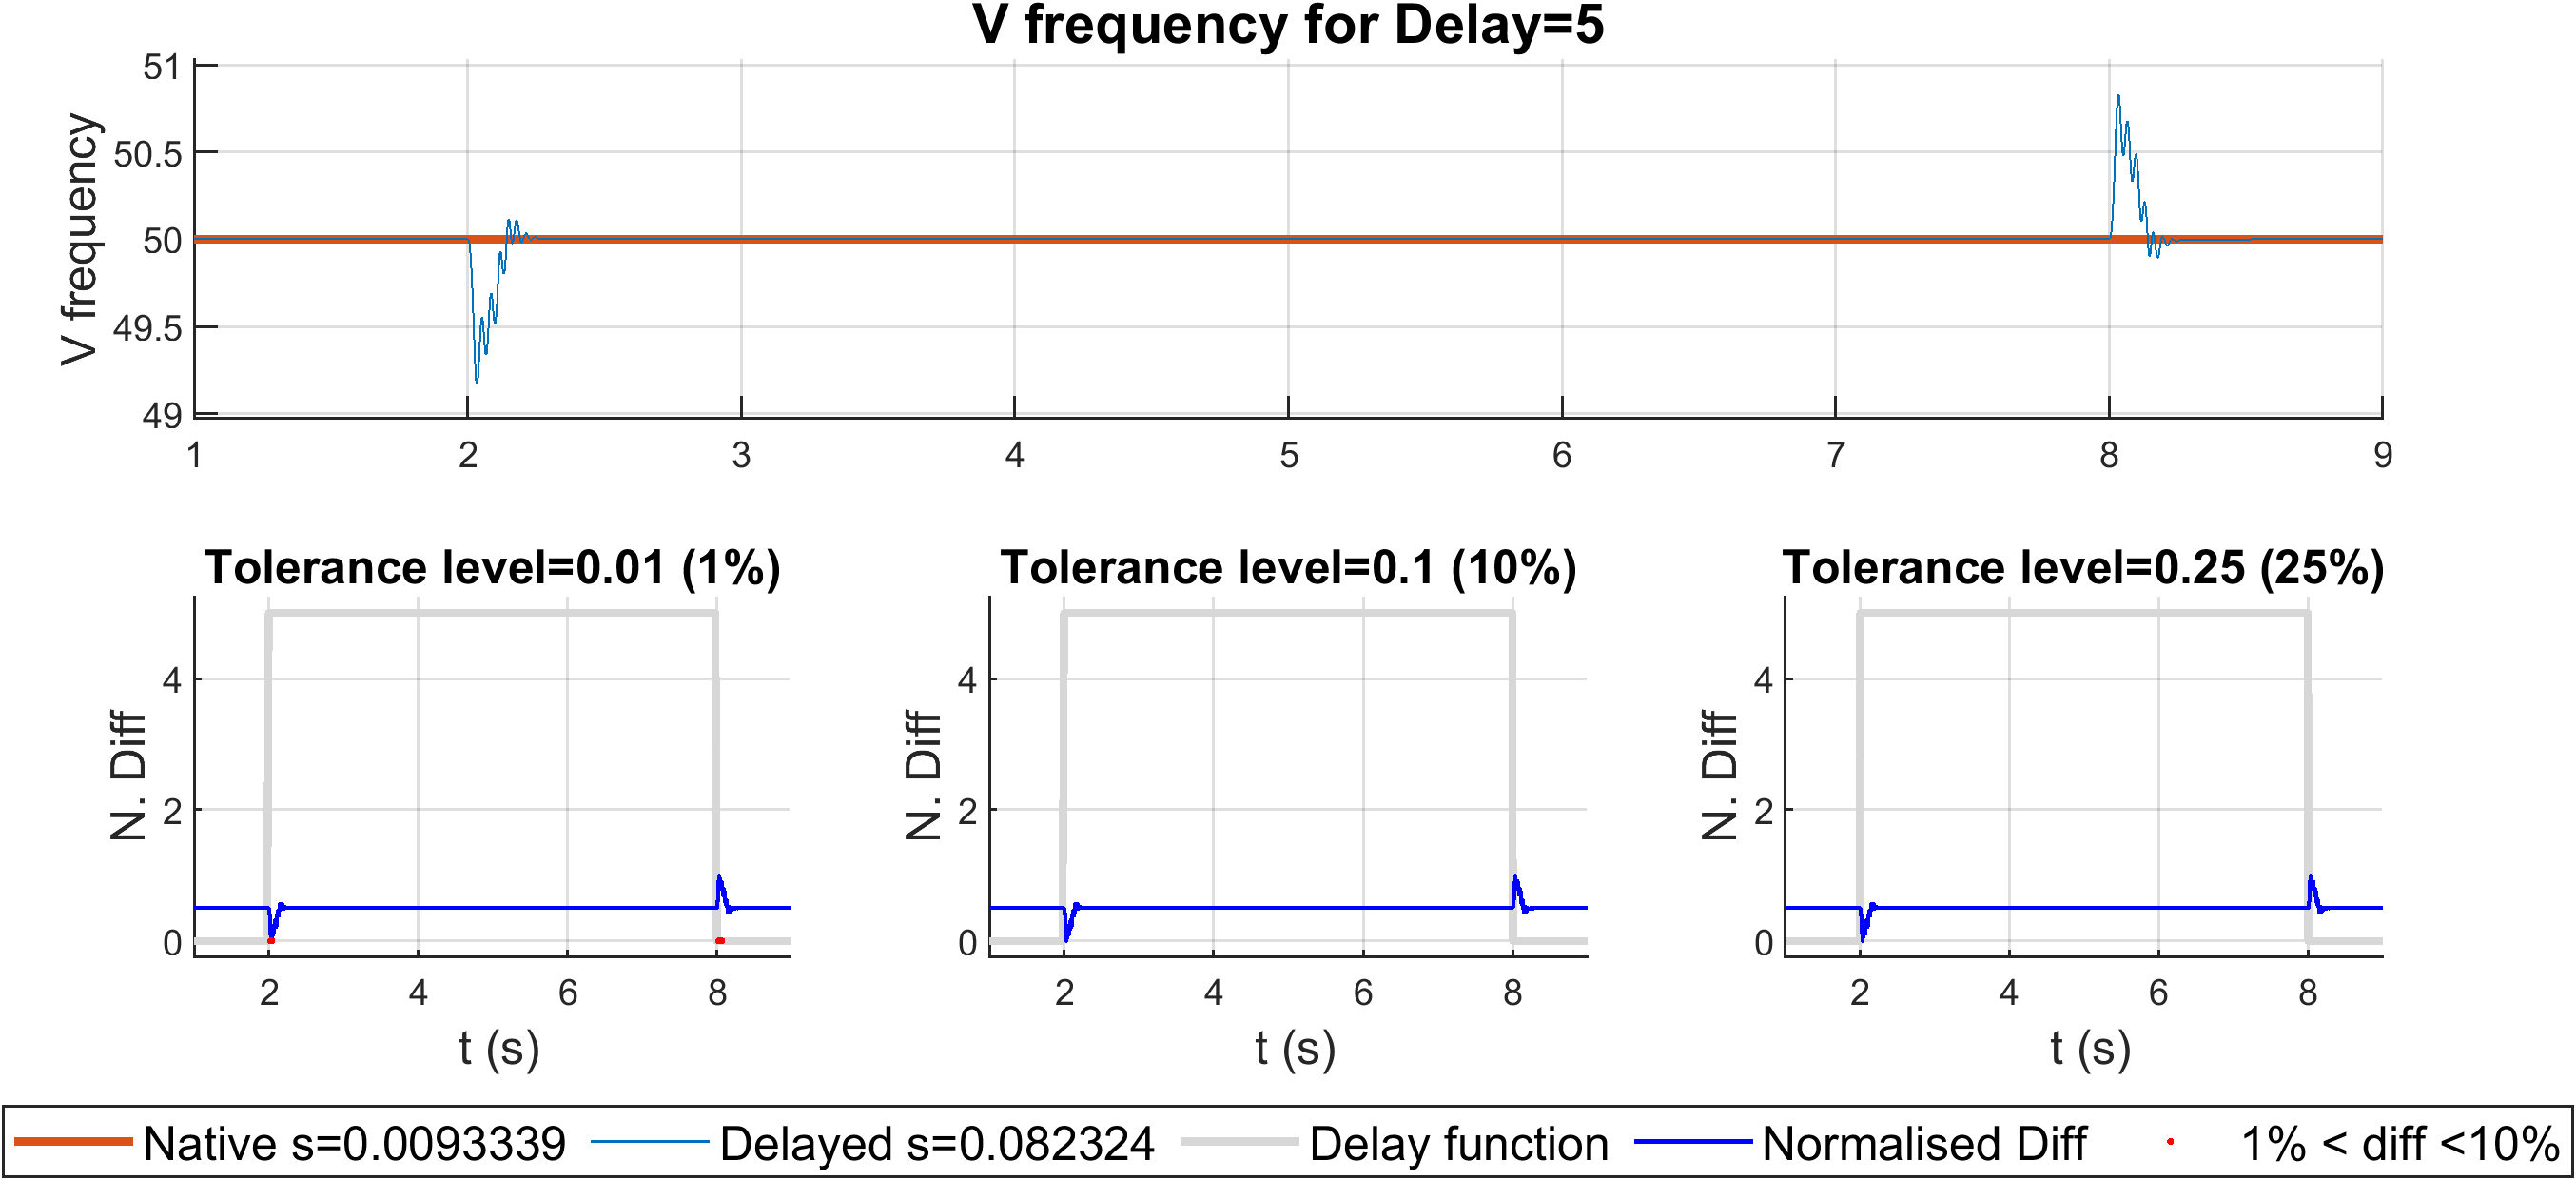 V frequency for Delay=5
V frequency
51
50.5
50
49.5
49
1 2 3 4 5 6 7 8 9
Tolerance level=0.01 (1%)
N. Diff
4
2
0
2 4 6 8
t (s)
Tolerance level=0.1 (10%)
N. Diff
4
2
0
2 4 6 8
t (s)
Tolerance level=0.25 (25%)
N. Diff
4
2
0
2 4 6 8
t (s)
Native s=0.0093339 Delayed s=0.082324 Delay function Normalised Diff 1% < diff <10%